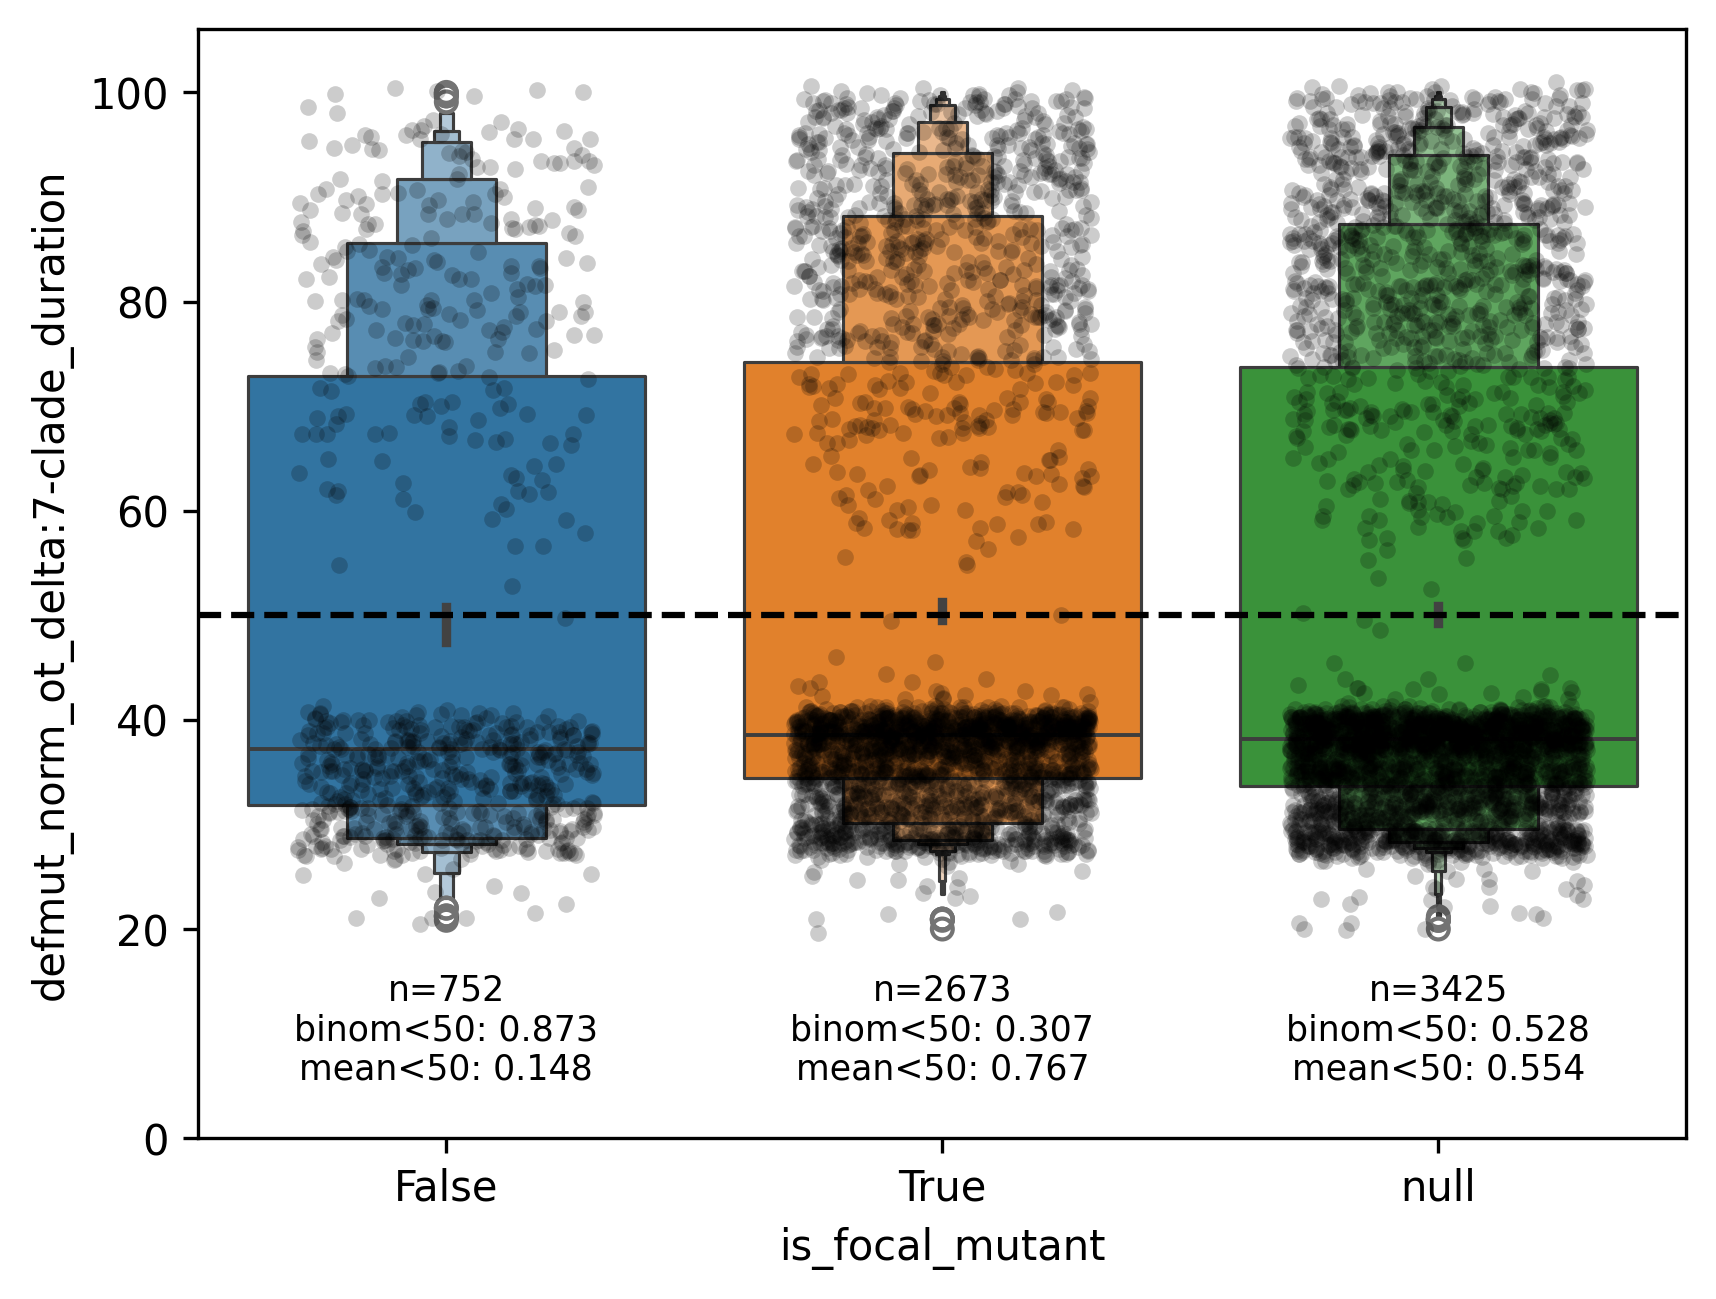 defmut_norm_ot_delta:7-clade_duration
100
80
60
40
20
0
n=752
binom<50: 0.873
mean<50: 0.148
n=2673
binom<50: 0.307
mean<50: 0.767
n=3425
binom<50: 0.528
mean<50: 0.554
False
True
null
is_focal_mutant